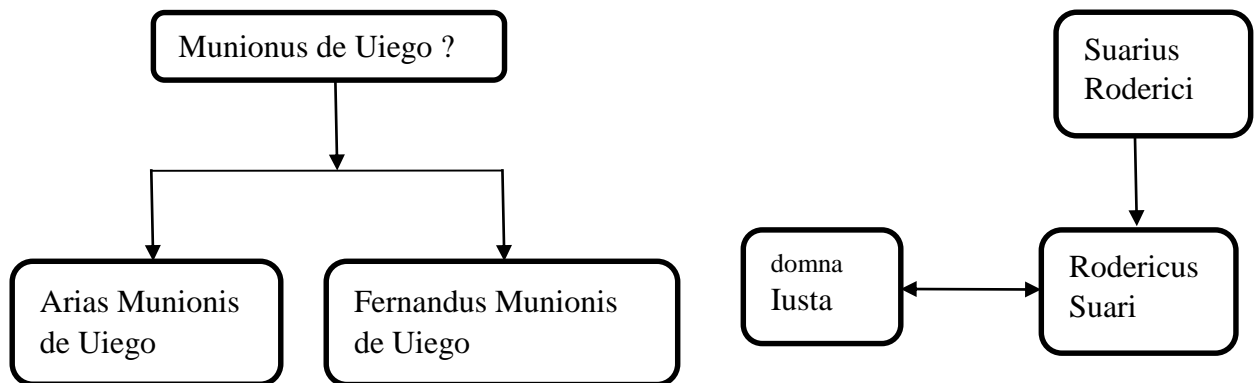 Munionus de Uiego ?
Suarius
Roderici
Arias Munionis
de Uiego
Fernandus Munionis
de Uiego
domna
Iusta
Rodericus
Suari